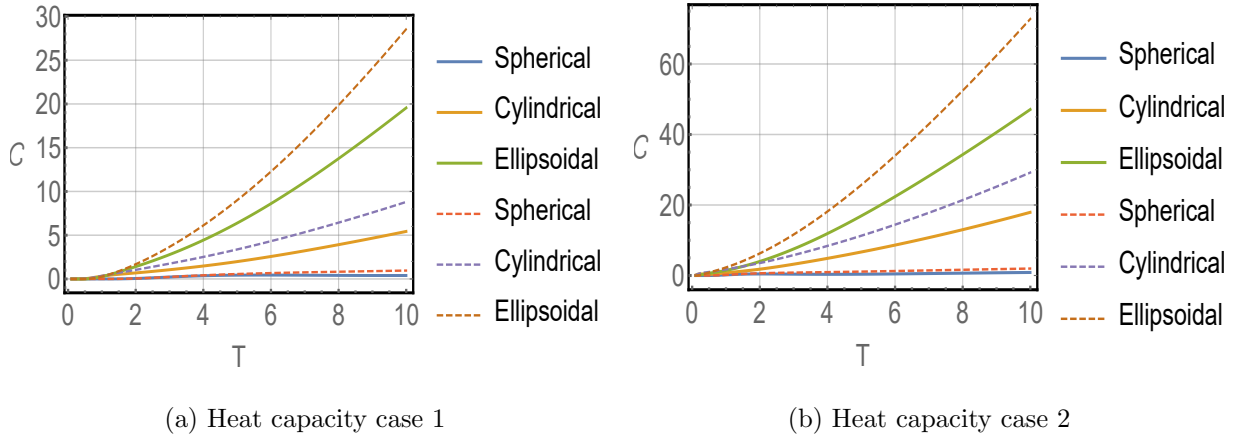 30
25
20
15
10
5
0
C
0 2 4 6 8 10
T
Spherical
Cylindrical
Ellipsoidal
Spherical
Cylindrical
Ellipsoidal
(a) Heat capacity case 1
60
40
20
0
C
0 2 4 6 8 10
T
Spherical
Cylindrical
Ellipsoidal
Spherical
Cylindrical
Ellipsoidal
(b) Heat capacity case 2